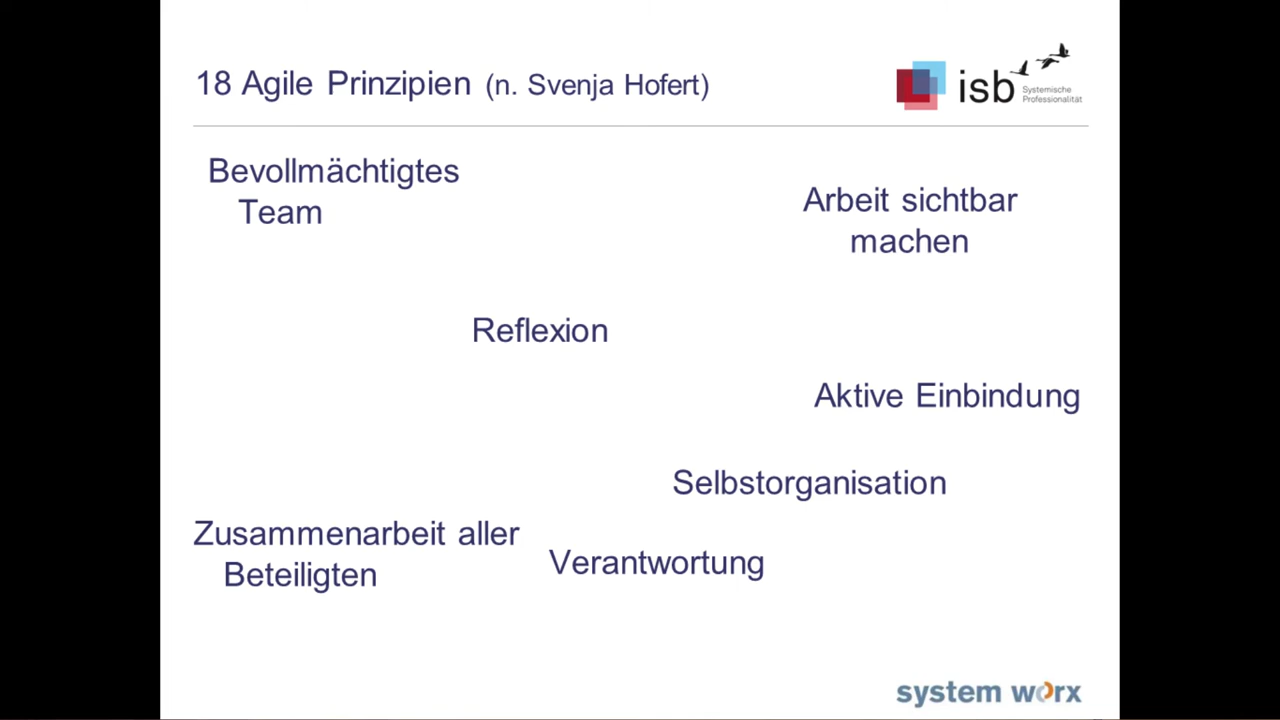 18 Agile Prinzipien (n. Svenja Hofert)
isb
Systemische
Professionalität
Bevollmächtigtes
Team
Arbeit sichtbar
machen
Reflexion
Aktive Einbindung
Selbstorganisation
Zusammenarbeit aller
Beteiligten
Verantwortung
system worx